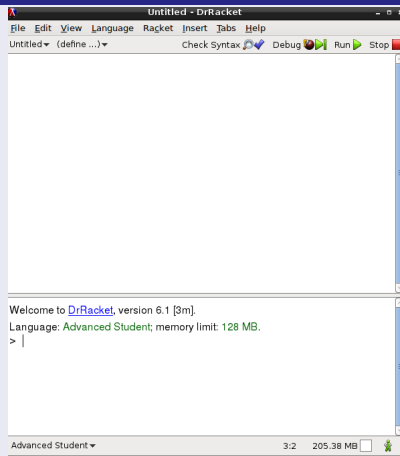 Untitled - DrRacket
File Edit View Language Racket Insert Tabs Help
Untitled (define ...) Check Syntax Debug Run Stop
Welcome to DrRacket, version 6.1 [3m].
Language: Advanced Student; memory limit: 128 MB.
>
Advanced Student 3:2 205.38 MB